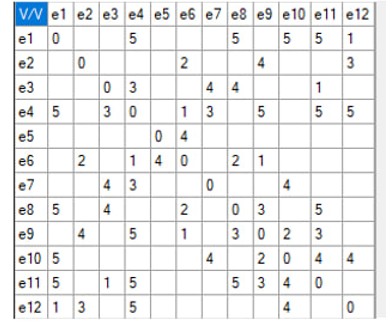 V/V e1 e2 e3 e4 e5 e6 e7 e8 e9 e10 e11 e12
e1 0 5 5 5 5 1
e2 0 2 4 3
e3 0 3 4 4 1
e4 5 3 0 1 3 5 5 5
e5 0 4
e6 2 1 4 0 2 1
e7 4 3 0 4
e8 5 4 2 0 3 5
e9 4 5 1 3 0 2 3
e10 5 4 2 0 4 4
e11 5 1 5 5 3 4 0
e12 1 3 5 4 0